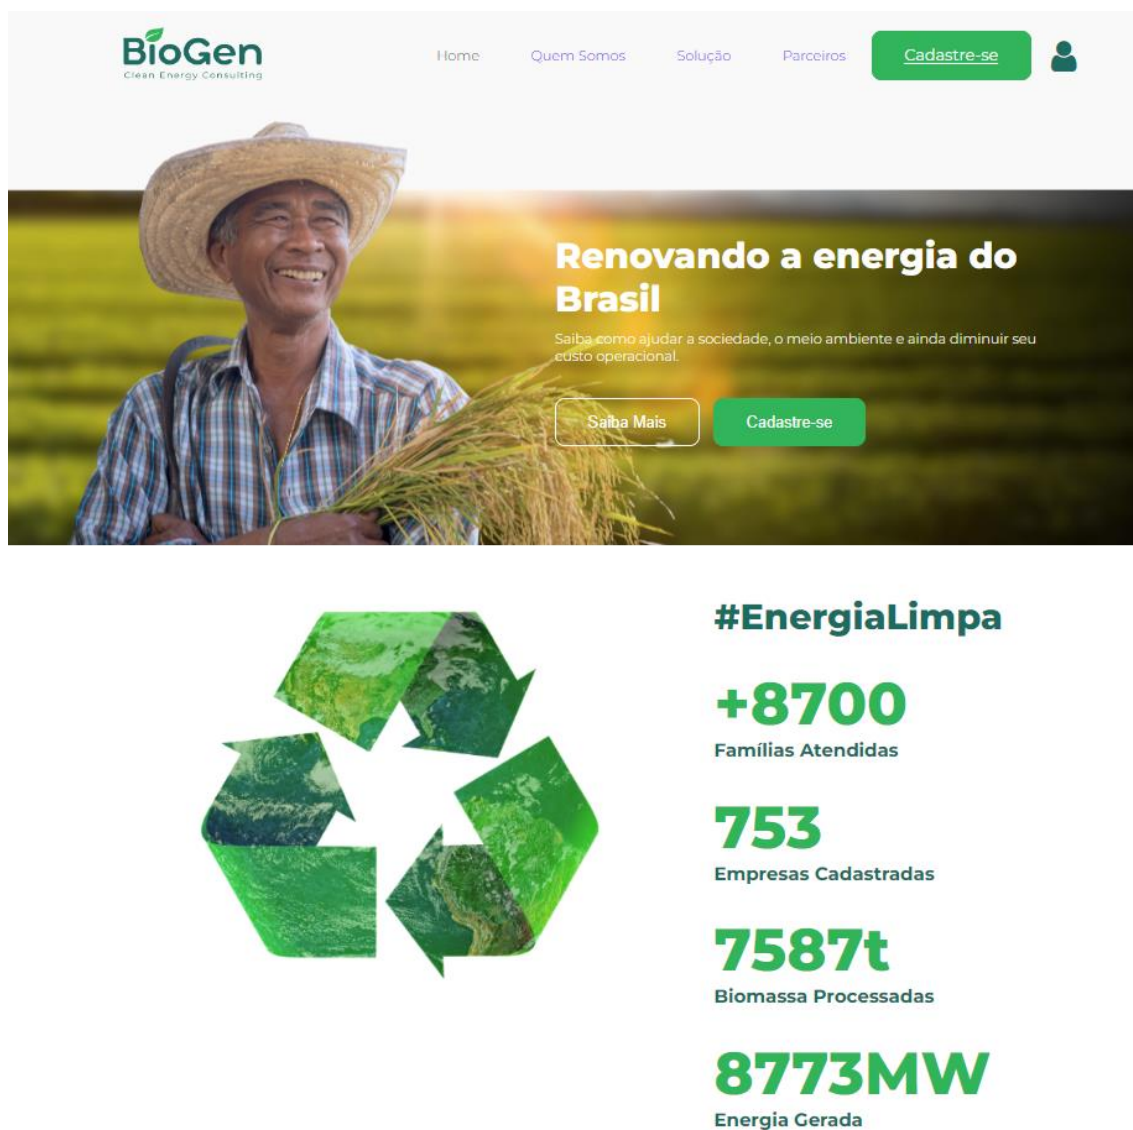 BioGen
Clean Energy Consulting
Home
Quem Somos
Solução
Parceiros
Cadastre-se
Renovando a energia do
Brasil
Saiba como ajudar a sociedade, o meio ambiente e ainda diminuir seu
custo operacional.
Saiba Mais
Cadastre-se
#EnergiaLimpa
+8700
Famílias Atendidas
753
Empresas Cadastradas
7587t
Biomassa Processadas
8773MW
Energia Gerada